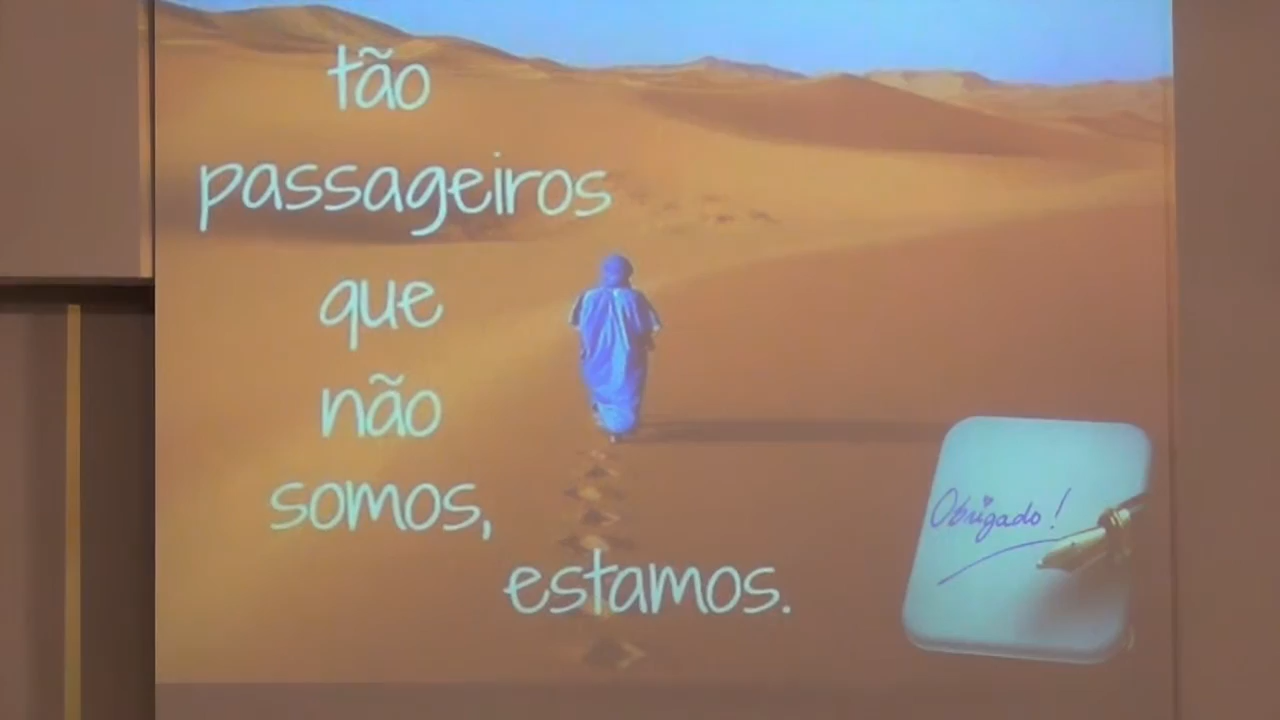 tão
passageiros
que
não
somos,
estamos.
Obrigado!